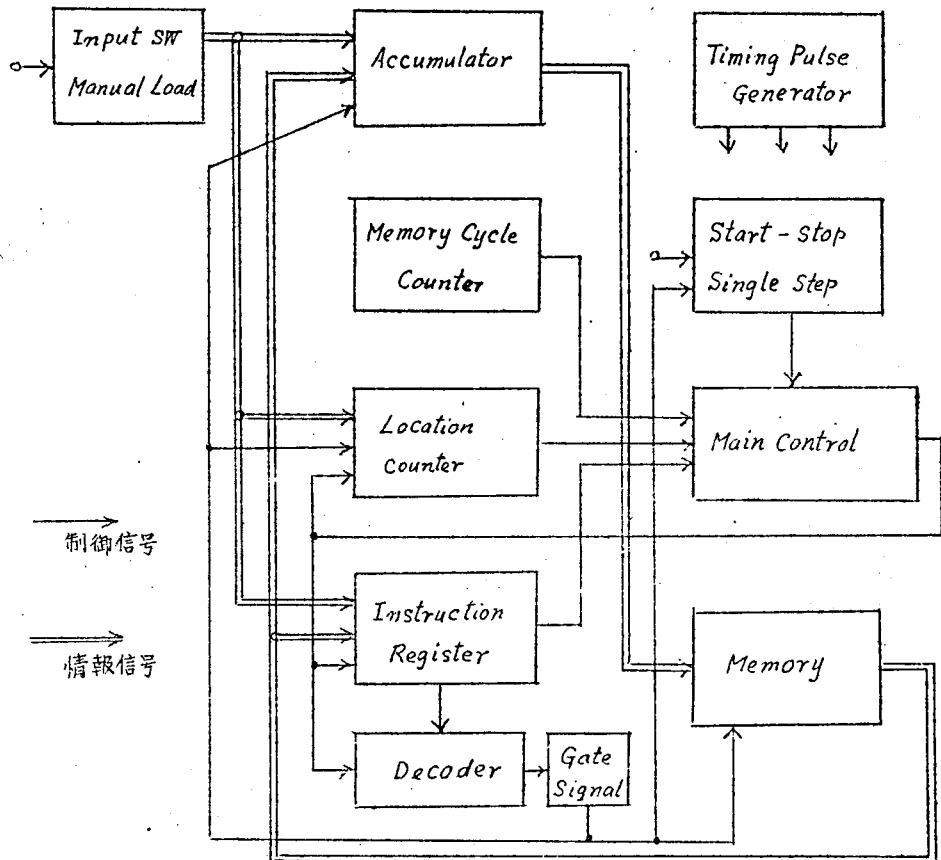 Input SW
Manual Load
Accumulator
Timing Pulse
Generator
Memory Cycle
Counter
Start-Stop
Single Step
Location
Counter
Main Control
制御信号
Instruction
Register
情報信号
Memory
Decoder
Gate
Signal